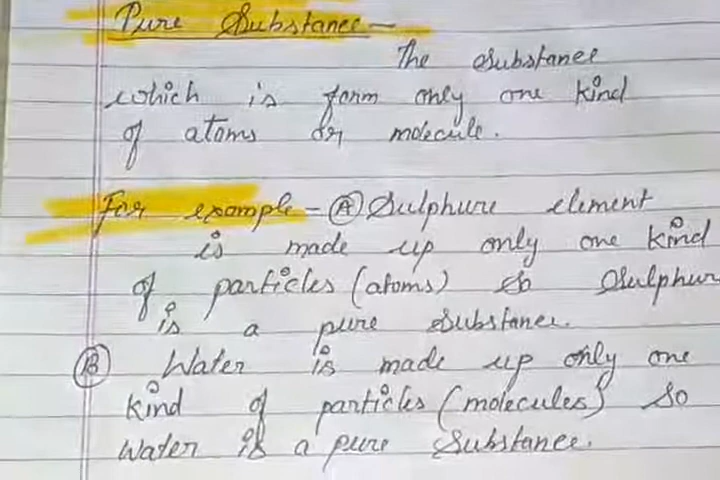 Pure Substance -
The substance
which is form only one kind
of atoms or molecule.
For example - (A) Sulphure element
is made up only one kind
of particles (atoms) so Sulphur
is a pure substance.
(B) Water is made up only one
kind of particles (molecules) so
Water is a pure substance.